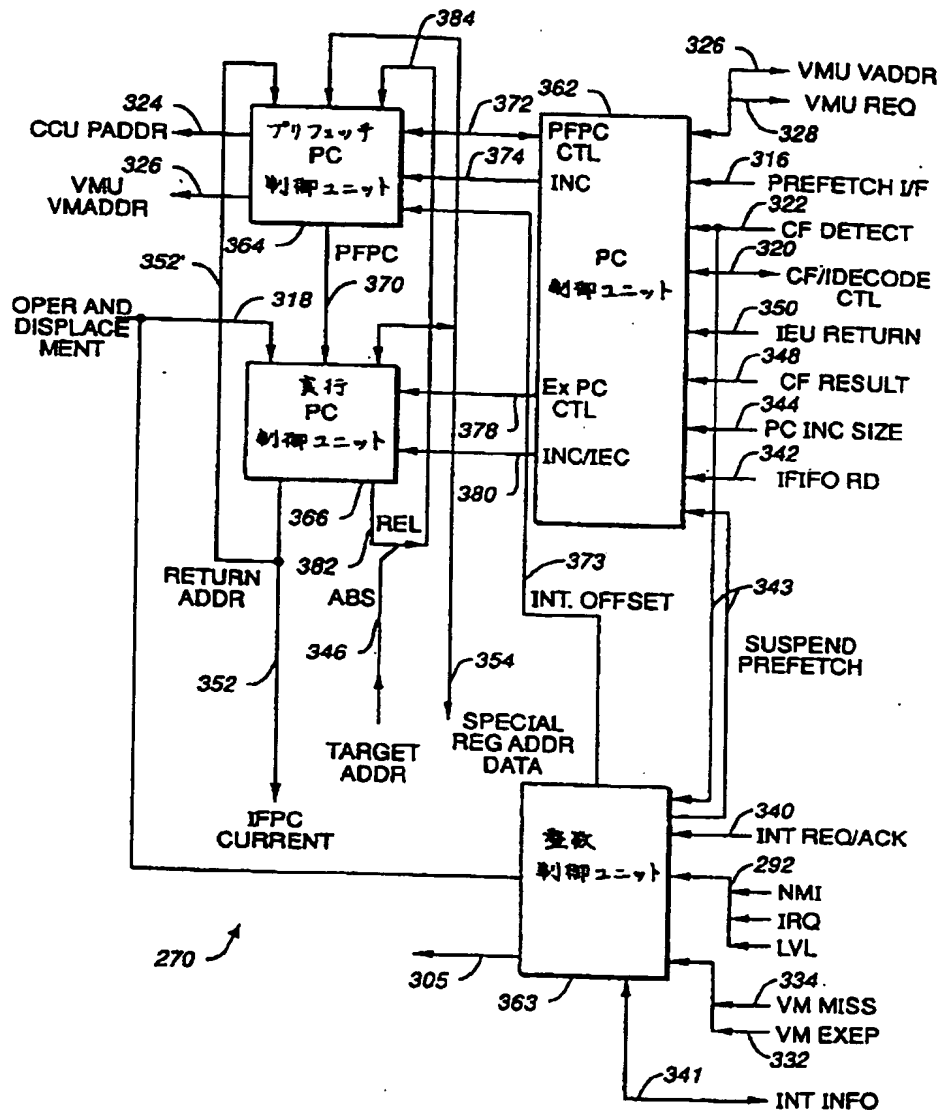 384
326
VMU VADDR
VMU REQ
328
324
CCU PADDR
326
VMU
VMADDR
プリフェッチ
PC
制御ユニット
364
372
374
362
PFPC
CTL
INC
PC
制御ユニット
Ex PC
CTL
INC/IEC
316
PREFETCH I/F
322
CF DETECT
320
CF/IDECODE
CTL
350
IEU RETURN
348
CF RESULT
344
PC INC SIZE
342
IFIFO RD
352'
PFPC
370
318
OPER AND
DISPLACE
MENT
実行
PC
制御ユニット
366
378
380
REL
382
RETURN
ADDR
ABS
346
352
354
373
INT. OFFSET
343
SUSPEND
PREFETCH
TARGET
ADDR
SPECIAL
REG ADDR
DATA
IFPC
CURRENT
整数
制御ユニット
363
340
INT REQ/ACK
292
NMI
IRQ
LVL
334
VM MISS
VM EXEP
332
270
305
341
INT INFO